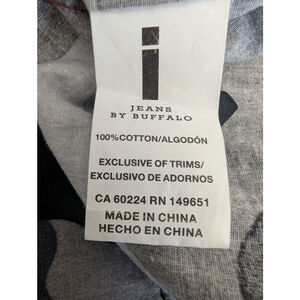 i
JEANS
BY BUFFALO
100%COTTON/ALGODÓN
EXCLUSIVE OF TRIMS/
EXCLUSIVO DE ADORNOS
CA 60224 RN 149651
MADE IN CHINA
HECHO EN CHINA